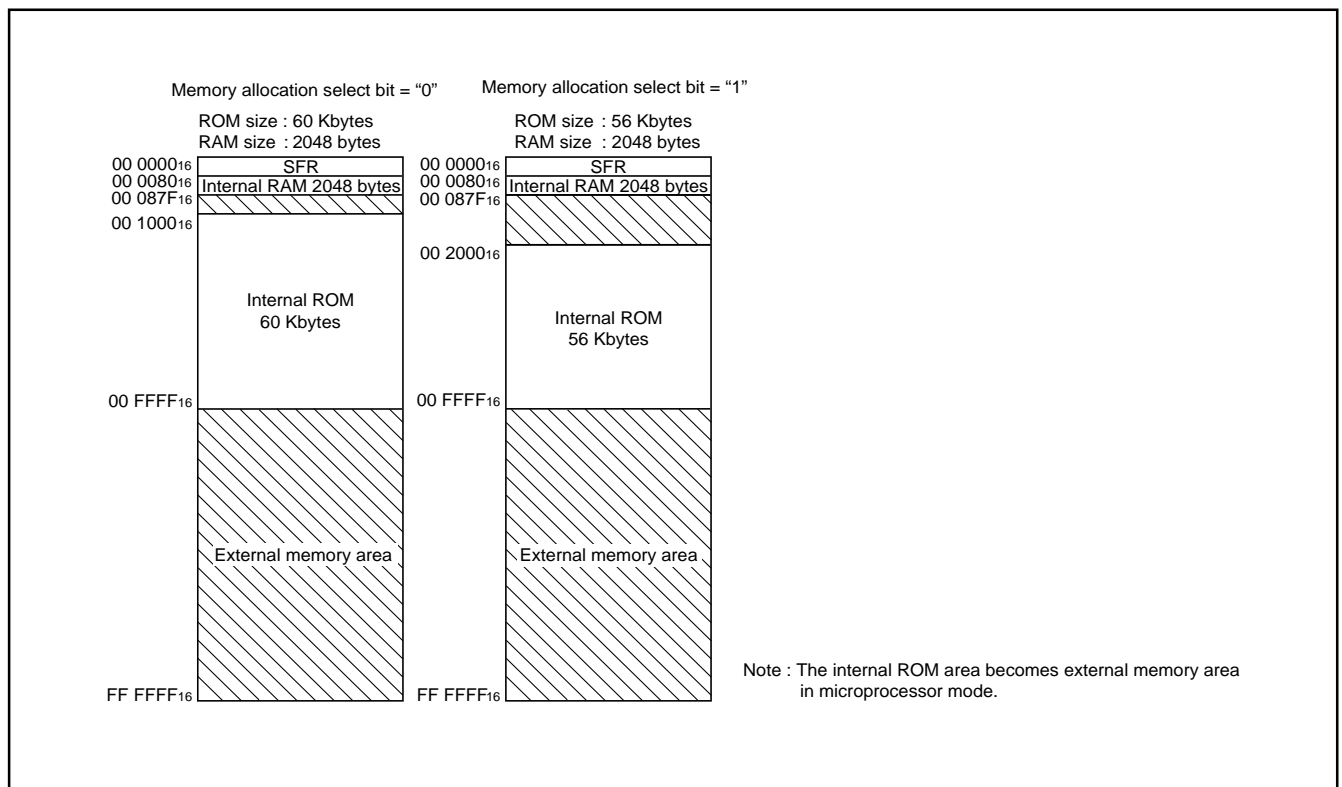 Memory allocation select bit = “0”
ROM size : 60 Kbytes
RAM size : 2048 bytes
00 0000₁₆
SFR
00 0080₁₆
Internal RAM 2048 bytes
00 087F₁₆
00 1000₁₆
Internal ROM
60 Kbytes
00 FFFF₁₆
External memory area
FF FFFF₁₆
Memory allocation select bit = “1”
ROM size : 56 Kbytes
RAM size : 2048 bytes
00 0000₁₆
SFR
00 0080₁₆
Internal RAM 2048 bytes
00 087F₁₆
00 2000₁₆
Internal ROM
56 Kbytes
00 FFFF₁₆
External memory area
FF FFFF₁₆
Note : The internal ROM area becomes external memory area
in microprocessor mode.